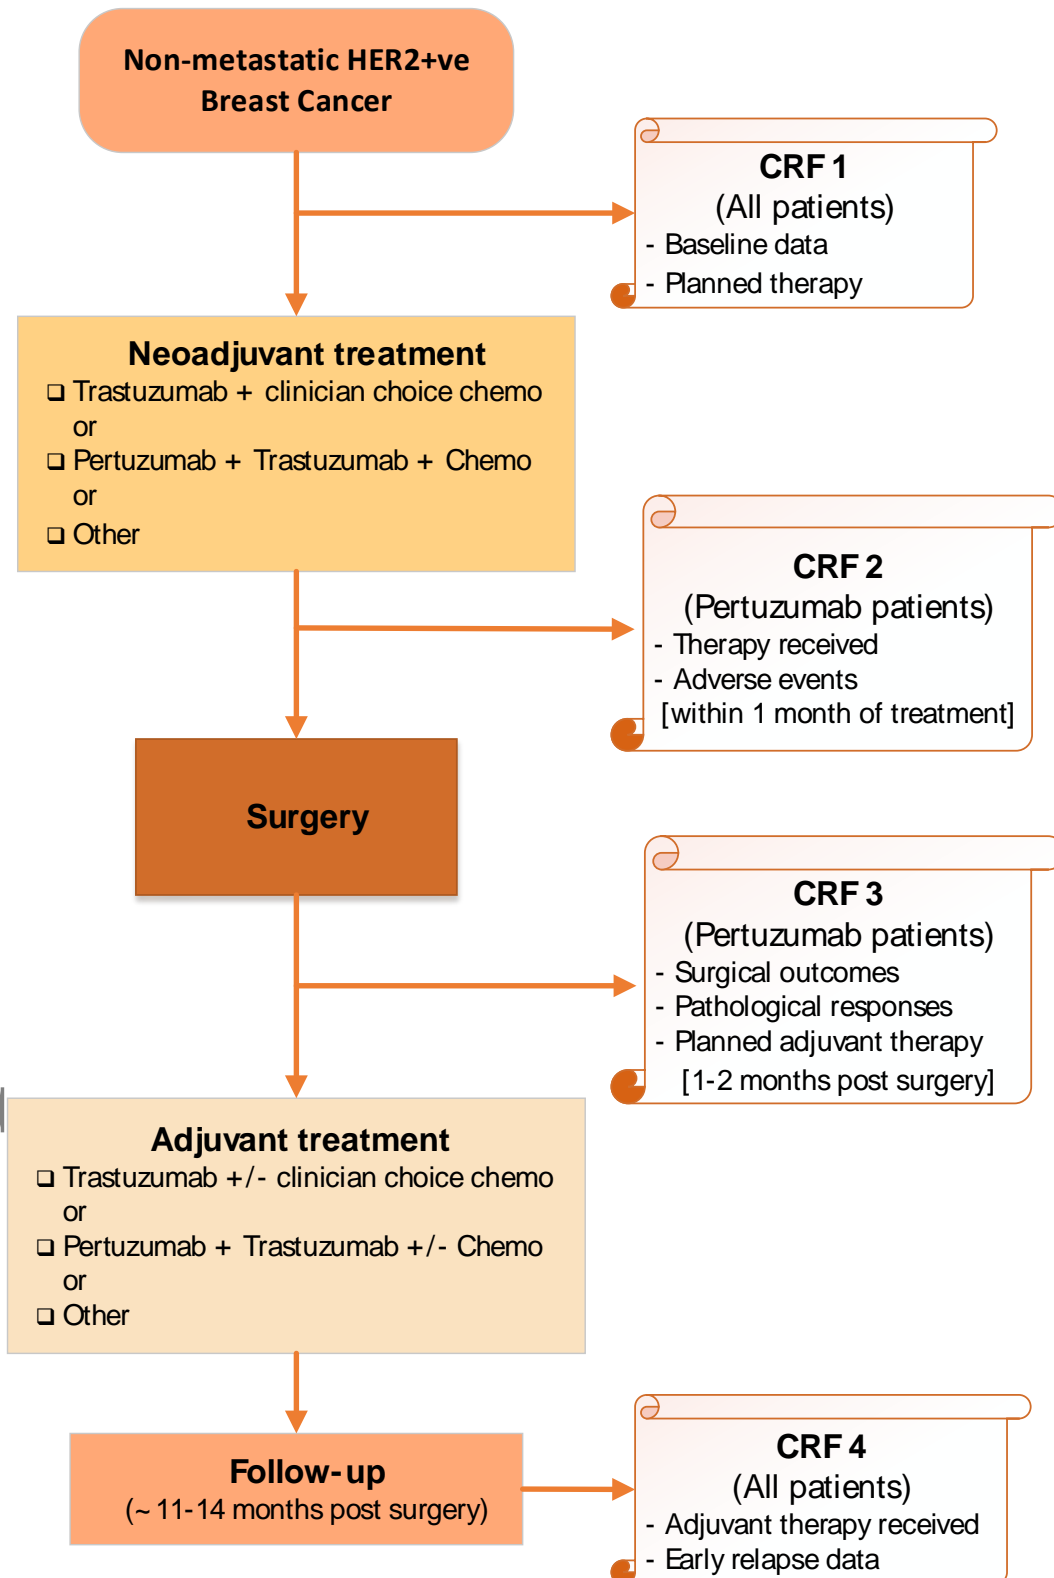 Non-metastatic HER2+ve
Breast Cancer
CRF 1
(All patients)
- Baseline data
- Planned therapy
Neoadjuvant treatment
❑ Trastuzumab + clinician choice chemo
or
❑ Pertuzumab + Trastuzumab + Chemo
or
❑ Other
CRF 2
(Pertuzumab patients)
- Therapy received
- Adverse events
[within 1 month of treatment]
Surgery
CRF 3
(Pertuzumab patients)
- Surgical outcomes
- Pathological responses
- Planned adjuvant therapy
[1-2 months post surgery]
Adjuvant treatment
❑ Trastuzumab +/- clinician choice chemo
or
❑ Pertuzumab + Trastuzumab +/- Chemo
or
❑ Other
Follow-up
(~ 11-14 months post surgery)
CRF 4
(All patients)
- Adjuvant therapy received
- Early relapse data